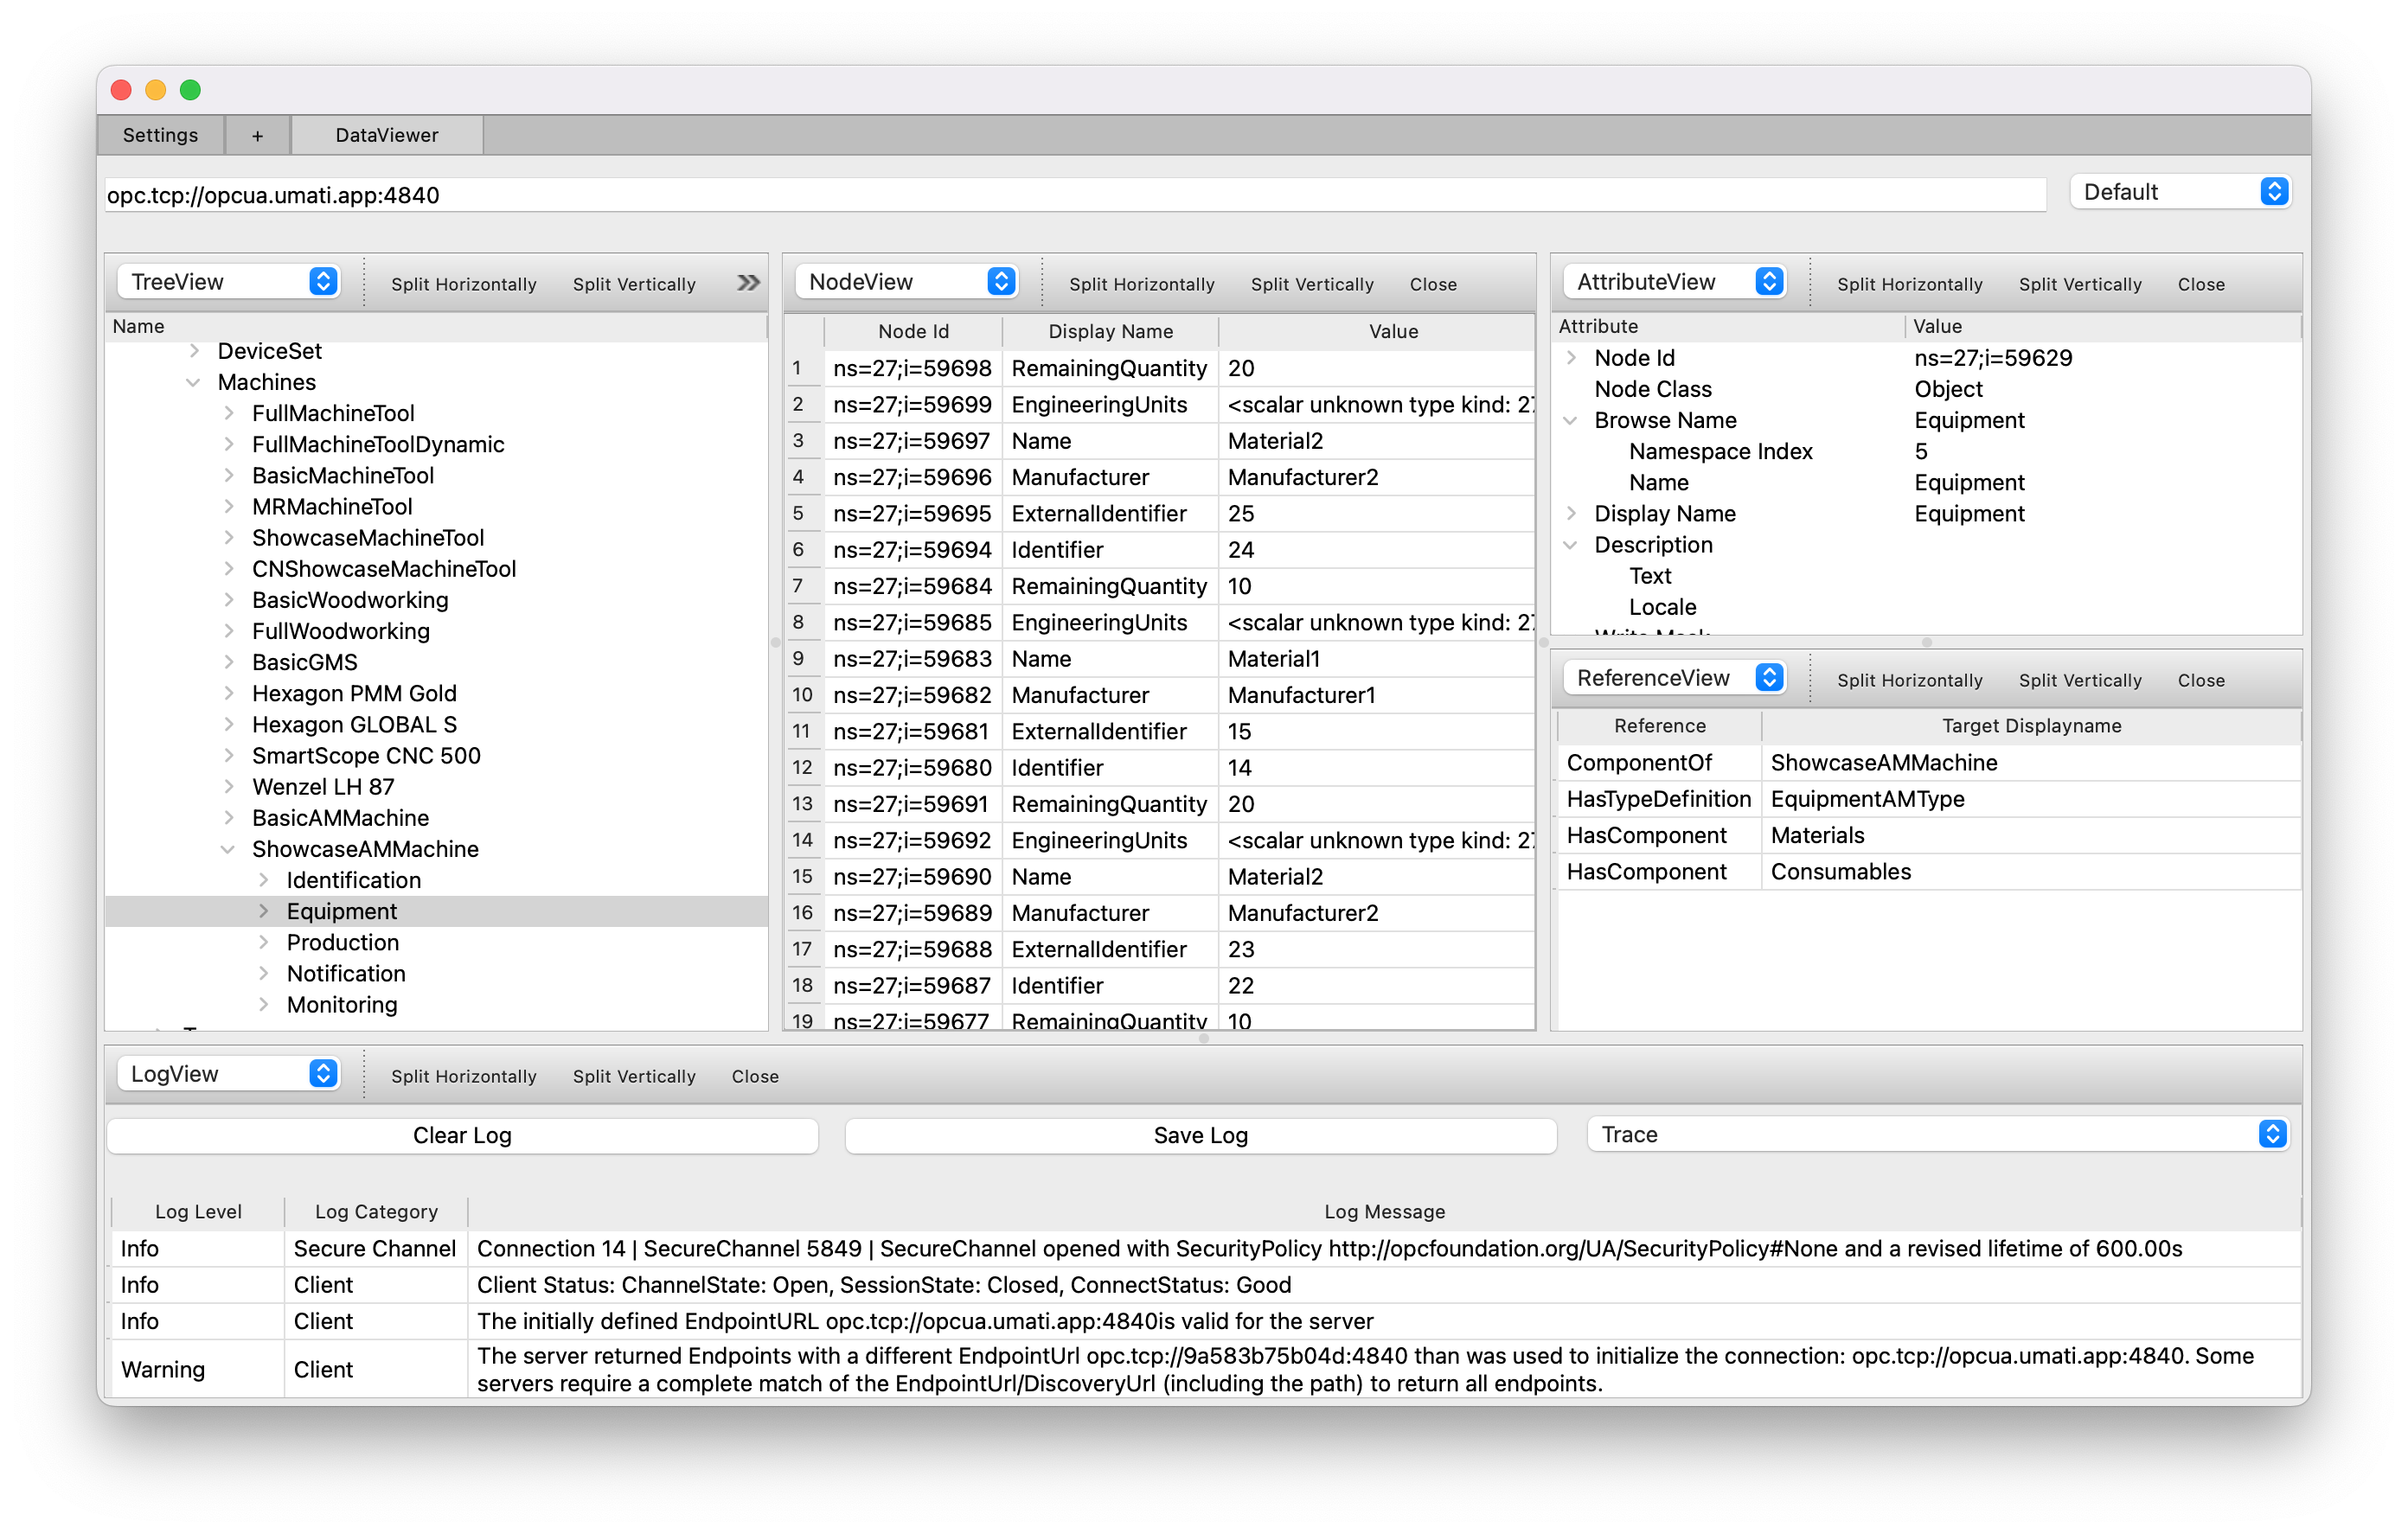 Settings
+
DataViewer
opc.tcp://opcua.umati.app:4840
Default
TreeView
Split Horizontally
Split Vertically
Name
DeviceSet
Machines
FullMachineTool
FullMachineToolDynamic
BasicMachineTool
MRMachineTool
ShowcaseMachineTool
CNShowcaseMachineTool
BasicWoodworking
FullWoodworking
BasicGMS
Hexagon PMM Gold
Hexagon GLOBAL S
SmartScope CNC 500
Wenzel LH 87
BasicAMMachine
ShowcaseAMMachine
Identification
Equipment
Production
Notification
Monitoring
NodeView
Split Horizontally
Split Vertically
Close
Node Id Display Name Value
1 ns=27;i=59698 RemainingQuantity 20
2 ns=27;i=59699 EngineeringUnits <scalar unknown type kind: 27
3 ns=27;i=59697 Name Material2
4 ns=27;i=59696 Manufacturer Manufacturer2
5 ns=27;i=59695 ExternalIdentifier 25
6 ns=27;i=59694 Identifier 24
7 ns=27;i=59684 RemainingQuantity 10
8 ns=27;i=59685 EngineeringUnits <scalar unknown type kind: 27
9 ns=27;i=59683 Name Material1
10 ns=27;i=59682 Manufacturer Manufacturer1
11 ns=27;i=59681 ExternalIdentifier 15
12 ns=27;i=59680 Identifier 14
13 ns=27;i=59691 RemainingQuantity 20
14 ns=27;i=59692 EngineeringUnits <scalar unknown type kind: 27
15 ns=27;i=59690 Name Material2
16 ns=27;i=59689 Manufacturer Manufacturer2
17 ns=27;i=59688 ExternalIdentifier 23
18 ns=27;i=59687 Identifier 22
19 ns=27;i=59677 RemainingQuantity 10
AttributeView
Split Horizontally
Split Vertically
Close
Attribute Value
Node Id ns=27;i=59629
Node Class Object
Browse Name Equipment
Namespace Index 5
Name Equipment
Display Name Equipment
Description
Text
Locale
Write Mask
ReferenceView
Split Horizontally
Split Vertically
Close
Reference Target Displayname
ComponentOf ShowcaseAMMachine
HasTypeDefinition EquipmentAMType
HasComponent Materials
HasComponent Consumables
LogView
Split Horizontally
Split Vertically
Close
Clear Log
Save Log
Trace
Log Level Log Category Log Message
Info Secure Channel Connection 14 | SecureChannel 5849 | SecureChannel opened with SecurityPolicy http://opcfoundation.org/UA/SecurityPolicy#None and a revised lifetime of 600.00s
Info Client Client Status: ChannelState: Open, SessionState: Closed, ConnectStatus: Good
Info Client The initially defined EndpointURL opc.tcp://opcua.umati.app:4840is valid for the server
Warning Client The server returned Endpoints with a different EndpointUrl opc.tcp://9a583b75b04d:4840 than was used to initialize the connection: opc.tcp://opcua.umati.app:4840. Some
servers require a complete match of the EndpointUrl/DiscoveryUrl (including the path) to return all endpoints.